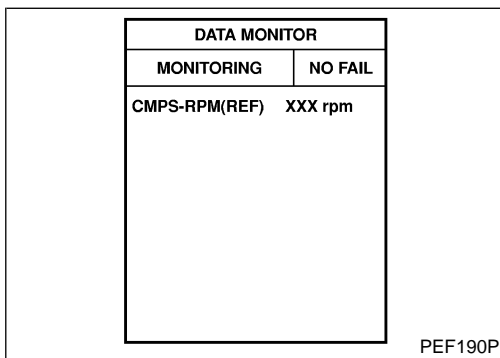 DATA MONITOR
MONITORING NO FAIL
CMPS-RPM(REF) XXX rpm
PEF190P